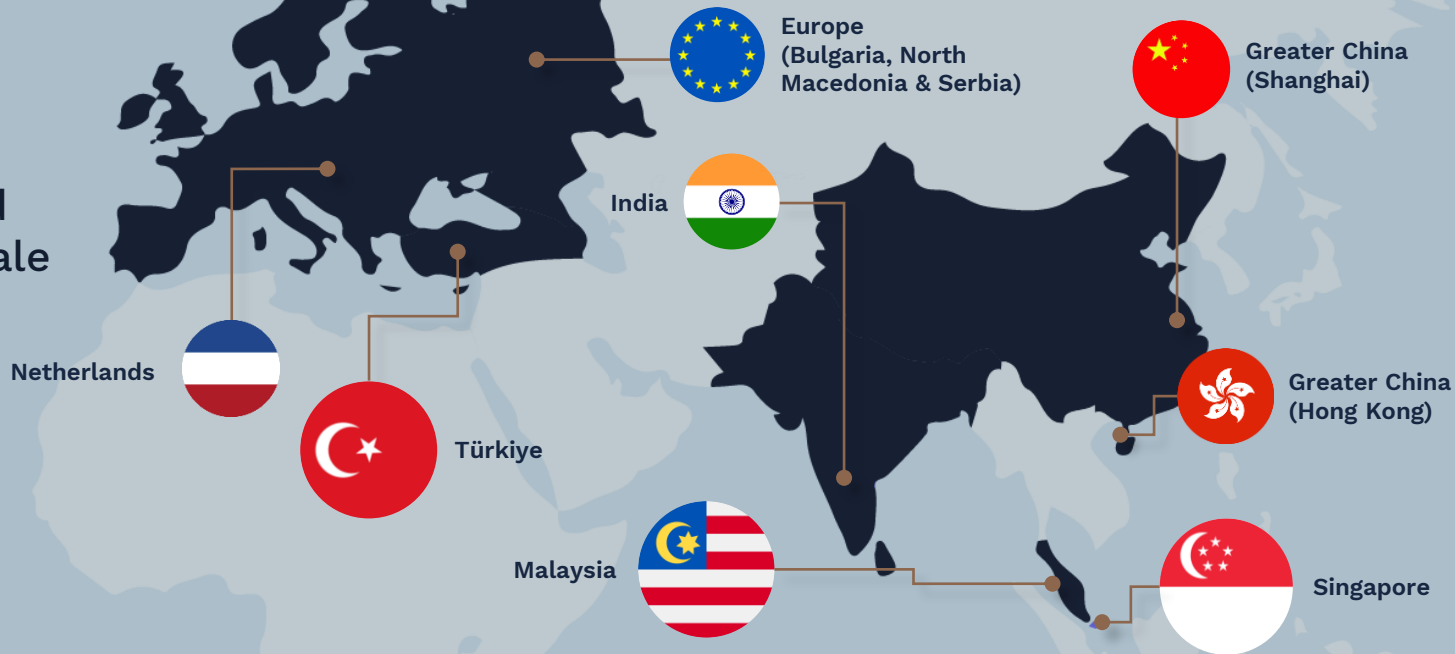 Europe
(Bulgaria, North
Macedonia & Serbia)
Greater China
(Shanghai)
India
Netherlands
Türkiye
Greater China
(Hong Kong)
Malaysia
Singapore